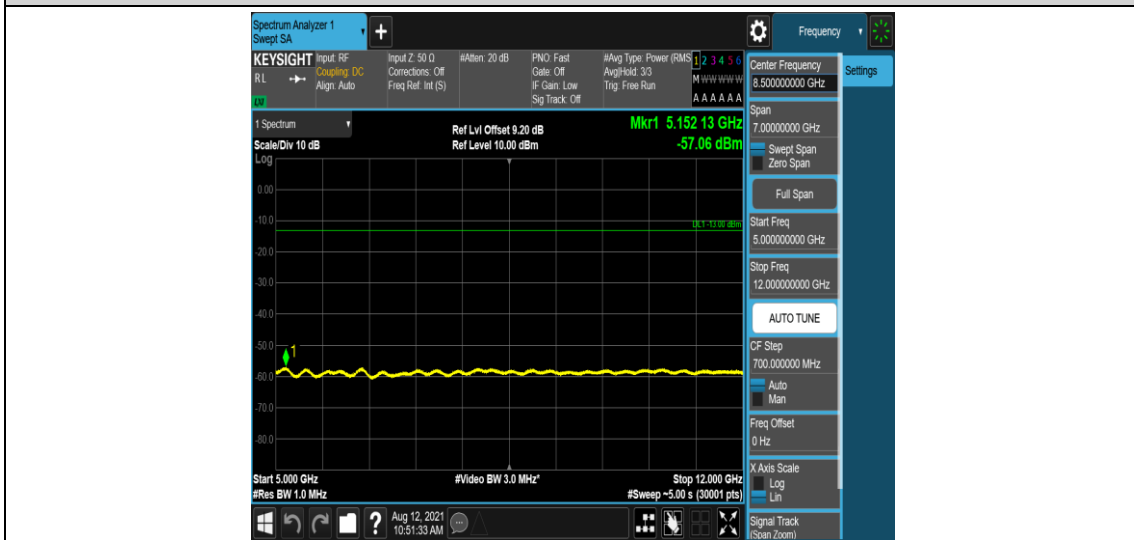 Spectrum Analyzer 1
Swept SA
+
Frequency
KEYSIGHT
RL
LXI
Input: RF
Coupling: DC
Align: Auto
Input Z: 50 Ω
Corrections: Off
Freq Ref: Int (S)
#Atten: 20 dB
PNO: Fast
Gate: Off
IF Gain: Low
Sig Track: Off
#Avg Type: Power (RMS
Avg|Hold: 3/3
Trig: Free Run
1 2 3 4 5 6
M W W W W W
A A A A A A
1 Spectrum
Scale/Div 10 dB
Ref Lvl Offset 9.20 dB
Ref Level 10.00 dBm
Mkr1 5.152 13 GHz
-57.06 dBm
Log
0.00
-10.0
-20.0
-30.0
-40.0
-50.0
-60.0
-70.0
-80.0
DL1 -13.00 dBm
1
Start 5.000 GHz
#Res BW 1.0 MHz
#Video BW 3.0 MHz*
Stop 12.000 GHz
#Sweep ~5.00 s (30001 pts)
?
Aug 12, 2021
10:51:33 AM
Center Frequency
8.500000000 GHz
Settings
Span
7.00000000 GHz
Swept Span
Zero Span
Full Span
Start Freq
5.000000000 GHz
Stop Freq
12.000000000 GHz
AUTO TUNE
CF Step
700.000000 MHz
Auto
Man
Freq Offset
0 Hz
X Axis Scale
Log
Lin
Signal Track
(Span Zoom)